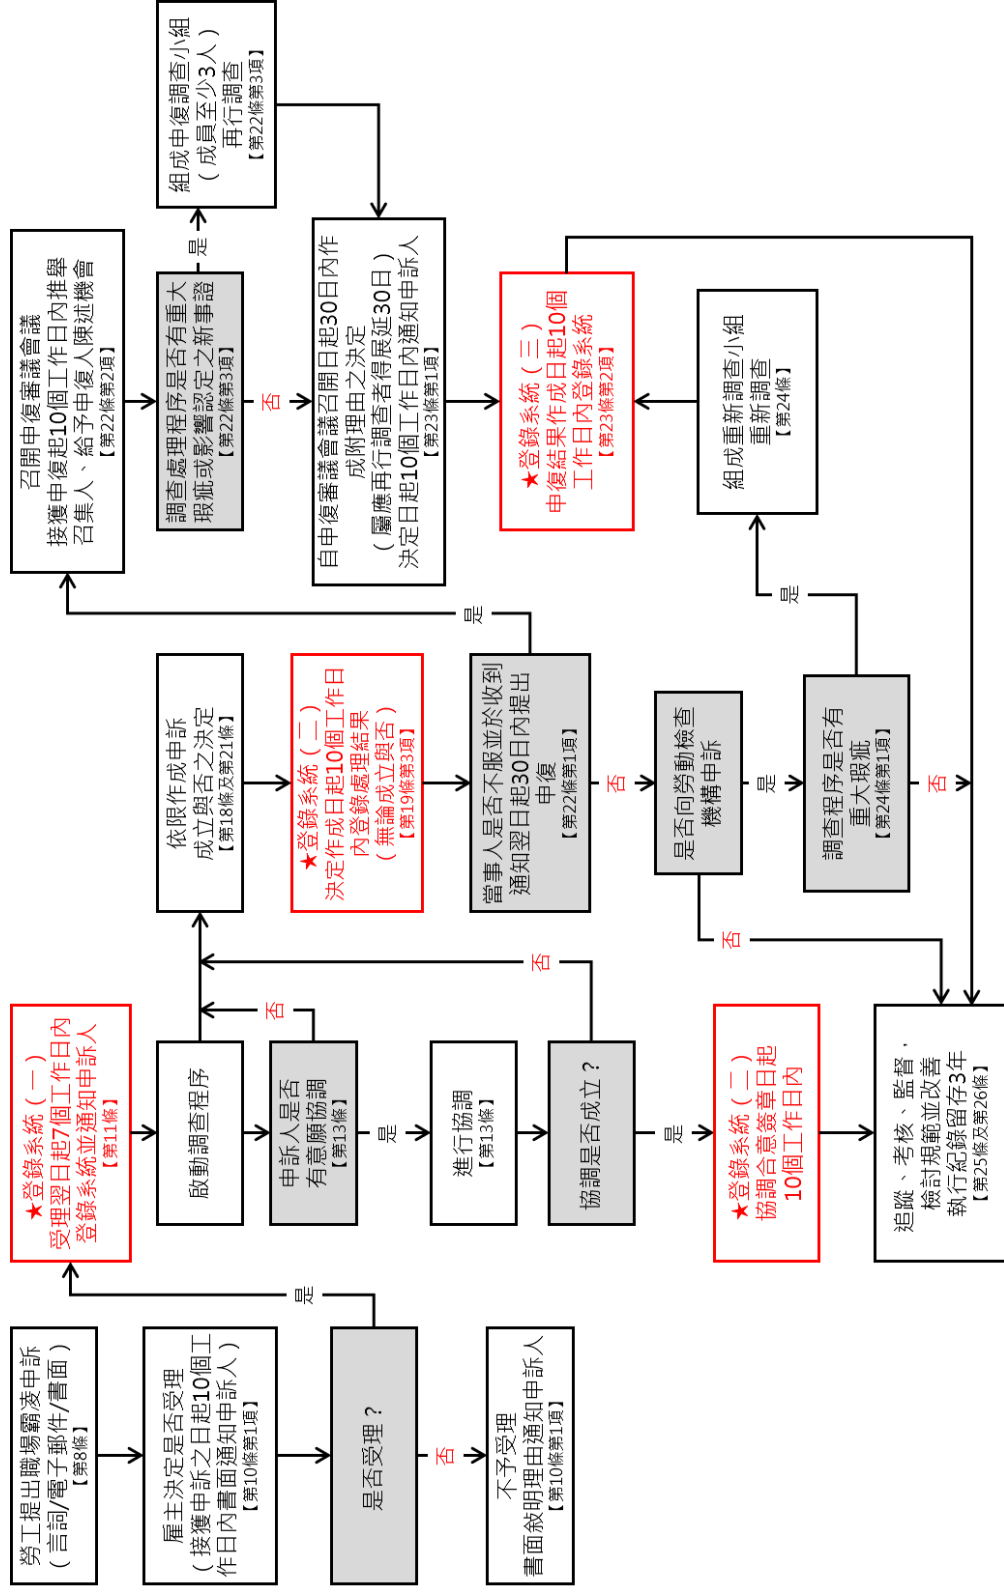 勞工提出職場霸凌申訴
（言詞/電子郵件/書面）
【第8條】
雇主決定是否受理
（接獲申訴之日起10個工
作日內書面通知申訴人）
【第10條第1項】
是否受理？
否
不予受理
書面敘明理由通知申訴人
【第10條第1項】
是
★登錄系統（一）
受理翌日起7個工作日內
登錄系統並通知申訴人
【第11條】
啟動調查程序
申訴人是否
有意願協調
【第13條】
否
是
進行協調
【第13條】
協調是否成立？
否
是
★登錄系統（二）
協調合意簽章日起
10個工作日內
追蹤、考核、監督，
檢討規範並改善
執行紀錄留存3年
【第25條及第26條】
依限作成申訴
成立與否之決定
【第18條及第21條】
★登錄系統（二）
決定作成日起10個工作日
內登錄處理結果
（無論成立與否）
【第19條第3項】
當事人是否不服並於收到
通知翌日起30日內提出
申復
【第22條第1項】
是
否
是否向勞動檢查
機構申訴
否
是
調查程序是否有
重大瑕疵
【第24條第1項】
是
否
召開申復審議會議
接獲申復起10個工作日內推舉
召集人、給予申復人陳述機會
【第22條第2項】
調查處理程序是否有重大
瑕疵或影響認定之新事證
【第22條第3項】
是
否
組成申復調查小組
（成員至少3人）
再行調查
【第22條第3項】
自申復審議會議召開日起30日內作
成附理由之決定
（屬應再行調查者得展延30日）
決定日起10個工作日內通知申訴人
【第23條第1項】
★登錄系統（三）
申復結果作成日起10個
工作日內登錄系統
【第23條第2項】
組成重新調查小組
重新調查
【第24條】